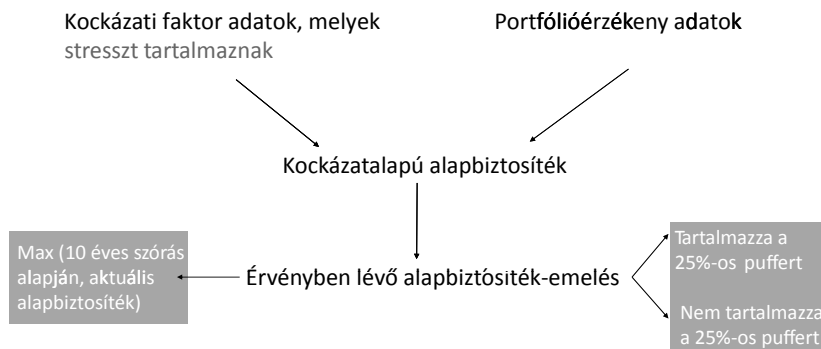 Kockázati faktor adatok, melyek
stresszt tartalmaznak
Portfólióérzékeny adatok
Kockázatalapú alapbiztosíték
Max (10 éves szórás
alapján, aktuális
alapbiztosíték)
Érvényben lévő alapbiztosíték-emelés
Tartalmazza a
25%-os puffert
Nem tartalmazza
a 25%-os puffert